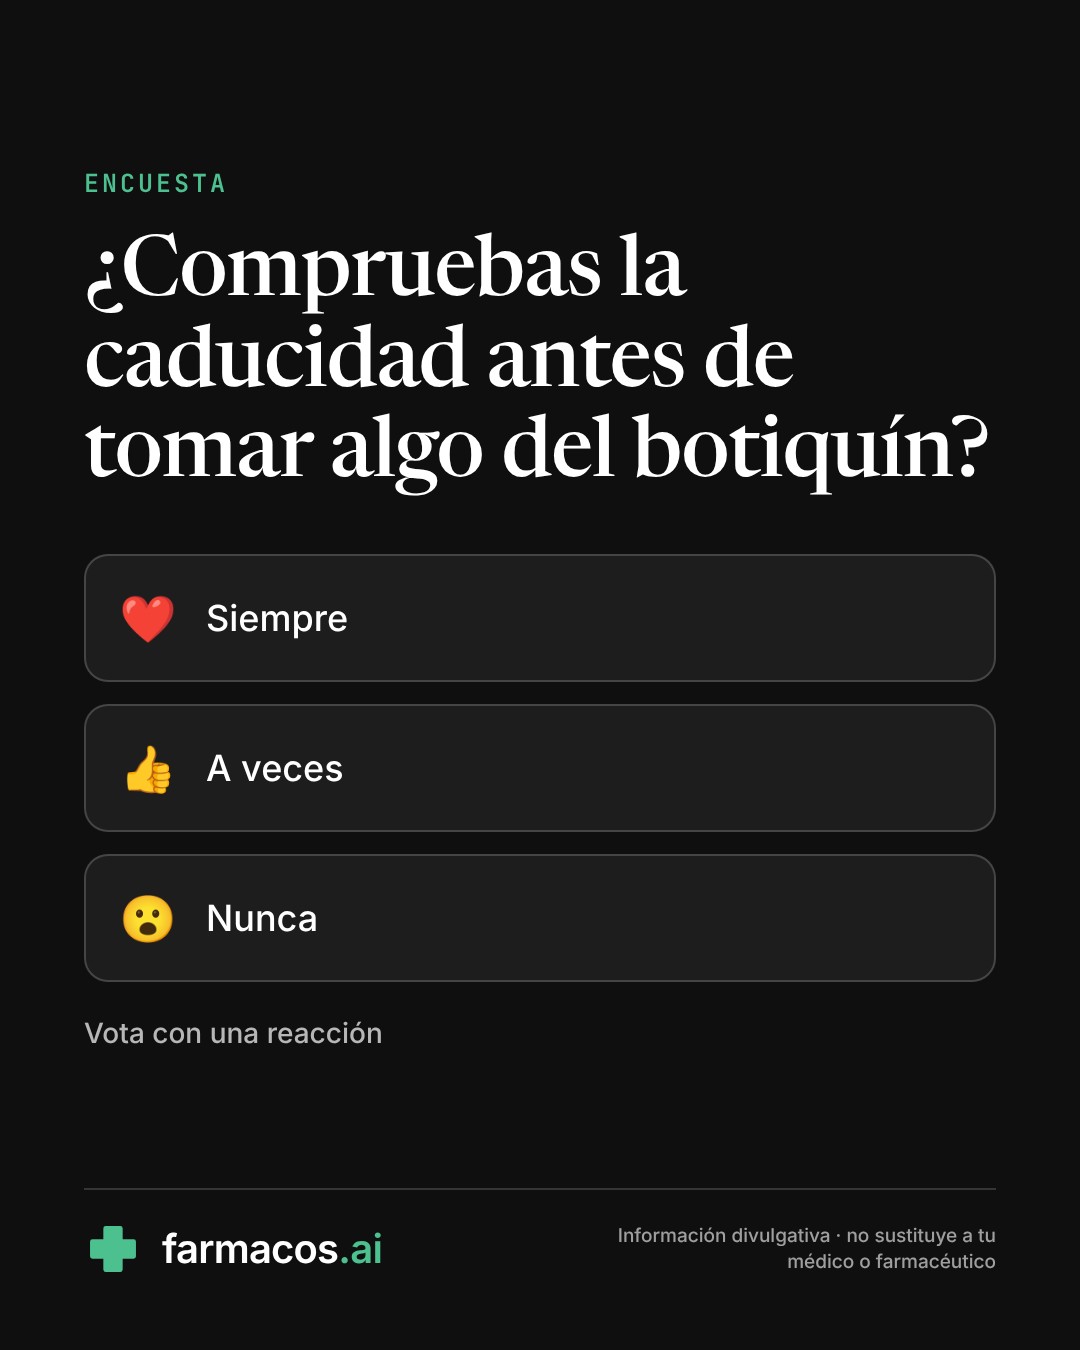 ENCUESTA
¿Compruebas la
caducidad antes de
tomar algo del botiquín?
❤️ Siempre
👍 A veces
😮 Nunca
Vota con una reacción
farmacos.ai
Información divulgativa · no sustituye a tu
médico o farmacéutico